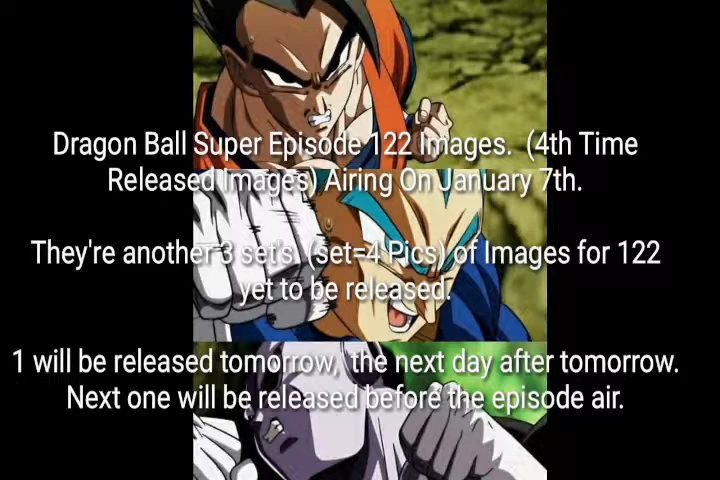 Dragon Ball Super Episode 122 Images. (4th Time
Released Images) Airing On January 7th.
They're another 3 set's. (set=4 Pics) of Images for 122
yet to be released.
1 will be released tomorrow, the next day after tomorrow.
Next one will be released before the episode air.